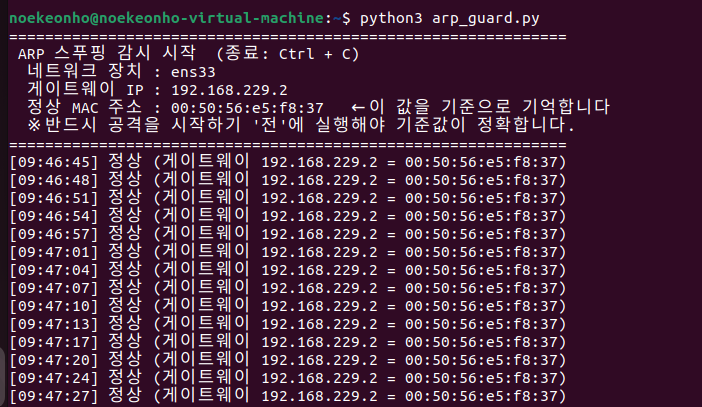 noekeonho@noekeonho-virtual-machine:~$ python3 arp_guard.py
==============================================================
ARP 스푸핑 감시 시작  (종료: Ctrl + C)
네트워크 장치 : ens33
게이트웨이 IP : 192.168.229.2
정상 MAC 주소 : 00:50:56:e5:f8:37   ←이 값을 기준으로 기억합니다
※반드시 공격을 시작하기 '전'에 실행해야 기준값이 정확합니다.
==============================================================
[09:46:45] 정상 (게이트웨이 192.168.229.2 = 00:50:56:e5:f8:37)
[09:46:48] 정상 (게이트웨이 192.168.229.2 = 00:50:56:e5:f8:37)
[09:46:51] 정상 (게이트웨이 192.168.229.2 = 00:50:56:e5:f8:37)
[09:46:54] 정상 (게이트웨이 192.168.229.2 = 00:50:56:e5:f8:37)
[09:46:57] 정상 (게이트웨이 192.168.229.2 = 00:50:56:e5:f8:37)
[09:47:01] 정상 (게이트웨이 192.168.229.2 = 00:50:56:e5:f8:37)
[09:47:04] 정상 (게이트웨이 192.168.229.2 = 00:50:56:e5:f8:37)
[09:47:07] 정상 (게이트웨이 192.168.229.2 = 00:50:56:e5:f8:37)
[09:47:10] 정상 (게이트웨이 192.168.229.2 = 00:50:56:e5:f8:37)
[09:47:13] 정상 (게이트웨이 192.168.229.2 = 00:50:56:e5:f8:37)
[09:47:17] 정상 (게이트웨이 192.168.229.2 = 00:50:56:e5:f8:37)
[09:47:20] 정상 (게이트웨이 192.168.229.2 = 00:50:56:e5:f8:37)
[09:47:24] 정상 (게이트웨이 192.168.229.2 = 00:50:56:e5:f8:37)
[09:47:27] 정상 (게이트웨이 192.168.229.2 = 00:50:56:e5:f8:37)